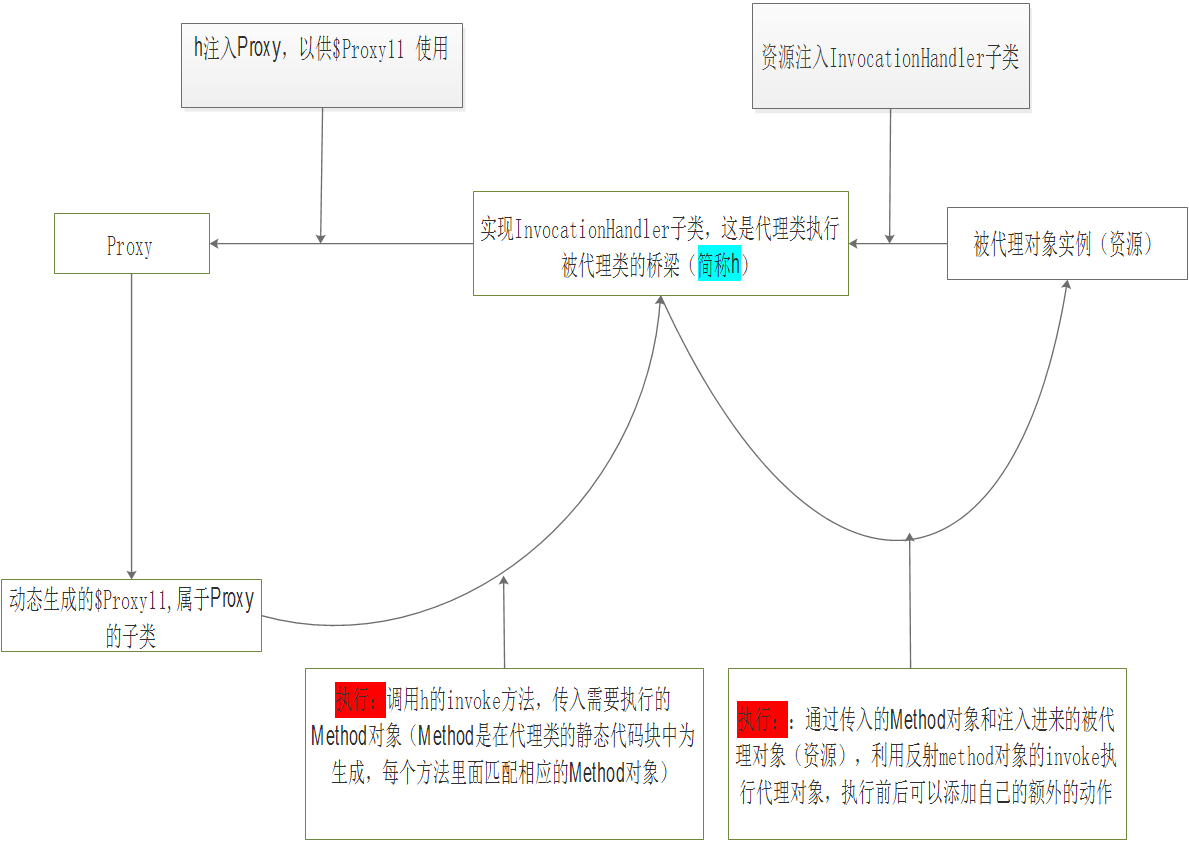 h注入Proxy，以供$Proxy11 使用
资源注入InvocationHandler子类
Proxy
实现InvocationHandler子类，这是代理类执行
被代理类的桥梁（简称h）
被代理对象实例（资源）
动态生成的$Proxy11,属于Proxy
的子类
执行：调用h的invoke方法，传入需要执行的
Method对象（Method是在代理类的静态代码块中为
生成，每个方法里面匹配相应的Method对象）
执行：：通过传入的Method对象和注入进来的被代
理对象（资源），利用反射method对象的invoke执
行代理对象，执行前后可以添加自己的额外的动作